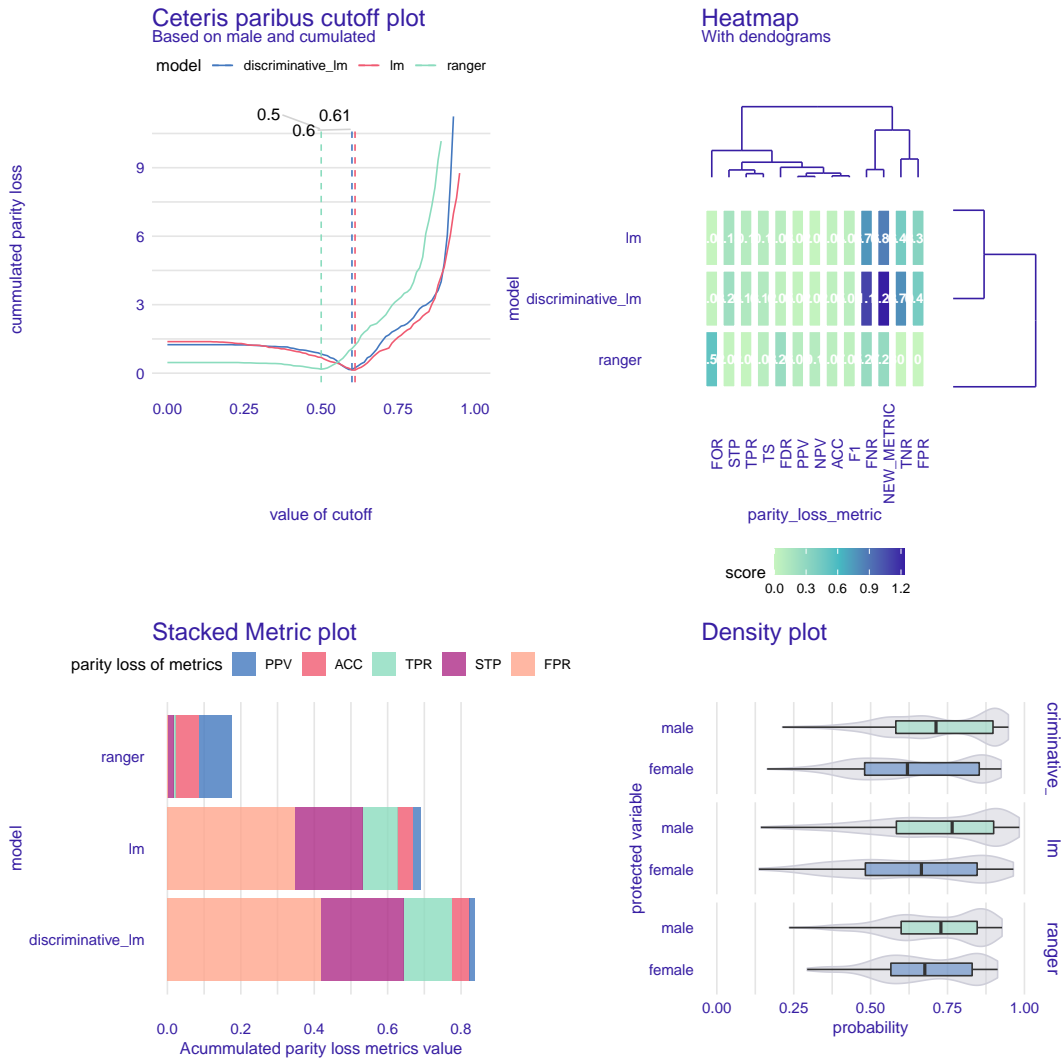 Ceteris paribus cutoff plot
Based on male and cumulated
model discriminative_lm lm ranger
0.5
0.6
0.61
cummulated parity loss
9
6
3
0
0.00 0.25 0.50 0.75 1.00
value of cutoff
Heatmap
With dendograms
model
lm
discriminative_lm
ranger
FOR
STP
TPR
TS
FDR
PPV
NPV
ACC
F1
FNR
NEW_METRIC
TNR
FPR
parity_loss_metric
score
0.0 0.3 0.6 0.9 1.2
Stacked Metric plot
parity loss of metrics PPV ACC TPR STP FPR
model
ranger
lm
discriminative_lm
0.0 0.2 0.4 0.6 0.8
Acummulated parity loss metrics value
Density plot
protected variable
male
female
criminative_
male
female
lm
male
female
ranger
0.00 0.25 0.50 0.75 1.00
probability